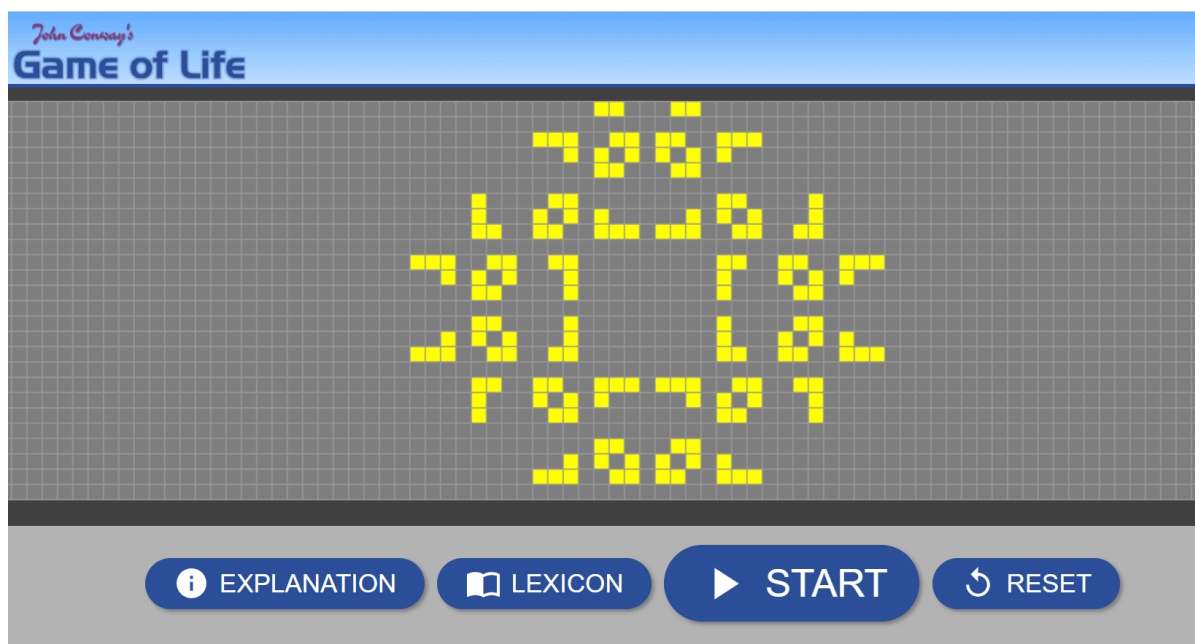 John Conway's
Game of Life
EXPLANATION
LEXICON
START
RESET